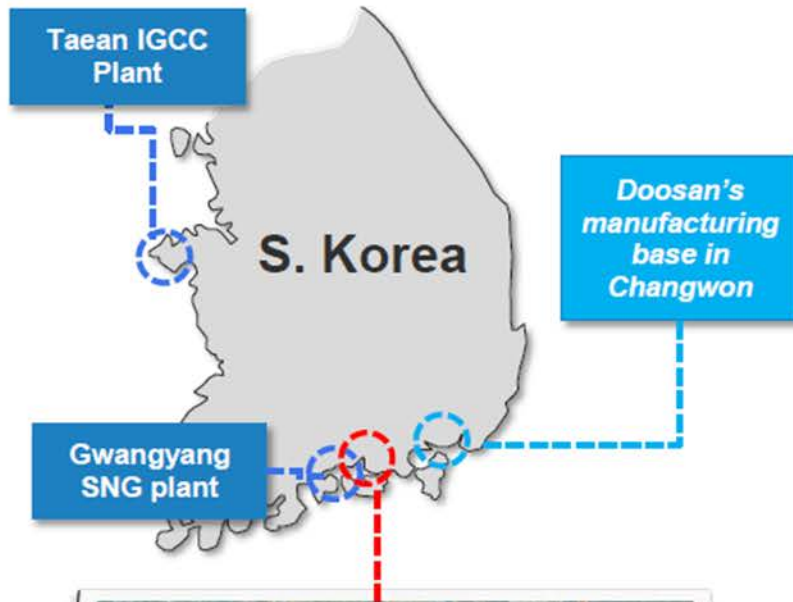 Taean IGCC
Plant
S. Korea
Doosan's
manufacturing
base in
Changwon
Gwangyang
SNG plant